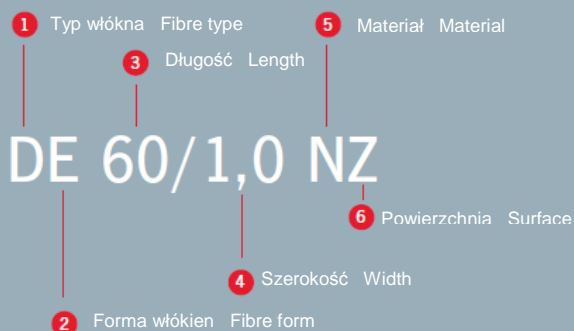 1 Typ włókna Fibre type
5 Materiał Material
3 Długość Length
DE 60/1,0 NZ
6 Powierzchnia Surface
4 Szerokość Width
2 Forma włókien Fibre form